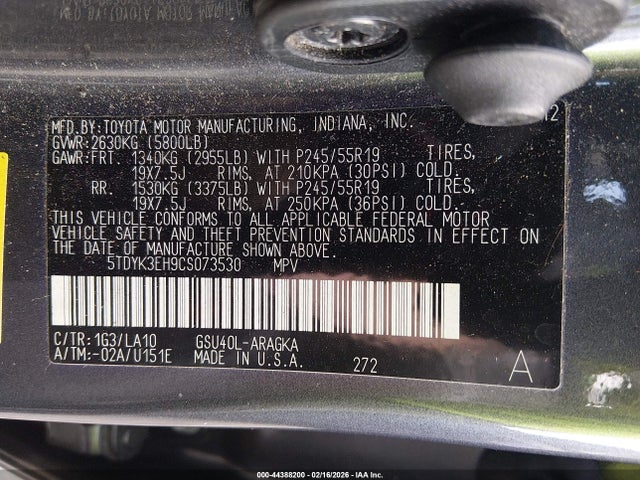 MFD.BY:TOYOTA MOTOR MANUFACTURING, INDIANA, INC.
GVWR:2630KG (5800LB)
GAWR:FRT. 1340KG (2955LB) WITH P245/55R19 TIRES,
19X7.5J RIMS, AT 210KPA (30PSI) COLD.
RR. 1530KG (3375LB) WITH P245/55R19 TIRES,
19X7.5J RIMS, AT 250KPA (36PSI) COLD.
THIS VEHICLE CONFORMS TO ALL APPLICABLE FEDERAL MOTOR
VEHICLE SAFETY AND THEFT PREVENTION STANDARDS IN EFFECT ON
THE DATE OF MANUFACTURE SHOWN ABOVE.
5TDYK3EH9CS073530 MPV
C/TR:1G3/LA10 GSU40L-ARAGKA
A/TM:-02A/U151E MADE IN U.S.A. 272 A
000-44388200 - 02/16/2026 - IAA Inc.